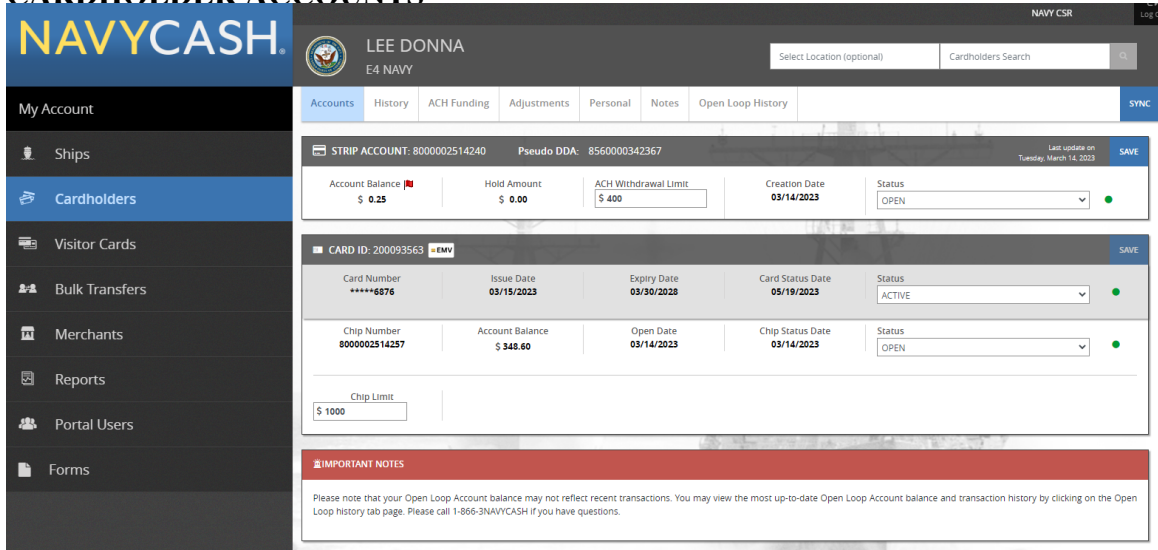 CARDHOLDER ACCOUNTS
NAVY CSR
Log
NAVYCASH.
LEE DONNA
E4 NAVY
Select Location (optional)
Cardholders Search
My Account
Ships
Cardholders
Visitor Cards
Bulk Transfers
Merchants
Reports
Portal Users
Forms
Accounts History ACH Funding Adjustments Personal Notes Open Loop History SYNC
STRIP ACCOUNT: 8000002514240 Pseudo DDA: 8560000342367
Last update on
Tuesday, March 14, 2023
SAVE
Account Balance Hold Amount ACH Withdrawal Limit Creation Date Status
$ 0.25 $ 0.00 $ 400 03/14/2023 OPEN
CARD ID: 200093563 EMV SAVE
Card Number Issue Date Expiry Date Card Status Date Status
*****6876 03/15/2023 03/30/2028 05/19/2023 ACTIVE
Chip Number Account Balance Open Date Chip Status Date Status
8000002514257 $ 348.60 03/14/2023 03/14/2023 OPEN
Chip Limit
$ 1000
IMPORTANT NOTES
Please note that your Open Loop Account balance may not reflect recent transactions. You may view the most up-to-date Open Loop Account balance and transaction history by clicking on the Open
Loop history tab page. Please call 1-866-3NAVYCASH if you have questions.